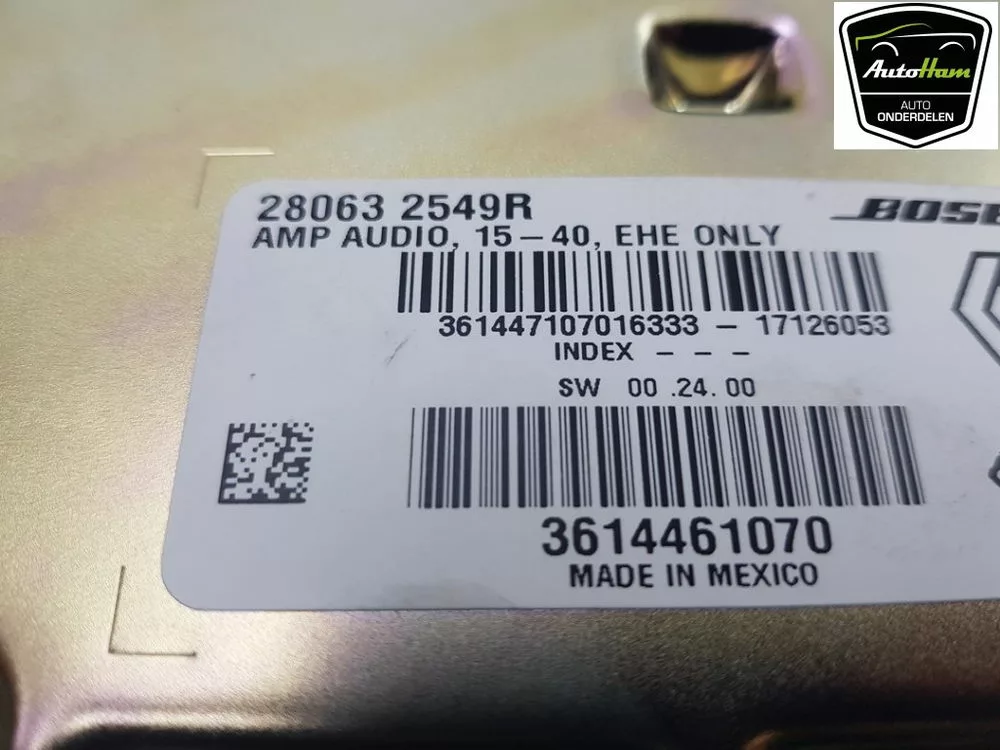 AutoHam
AUTO
ONDERDELEN
28063 2549R
BOSE
AMP AUDIO, 15-40, EHE ONLY
361447107016333 - 17126053
INDEX - - -
SW 00 .24. 00
3614461070
MADE IN MEXICO